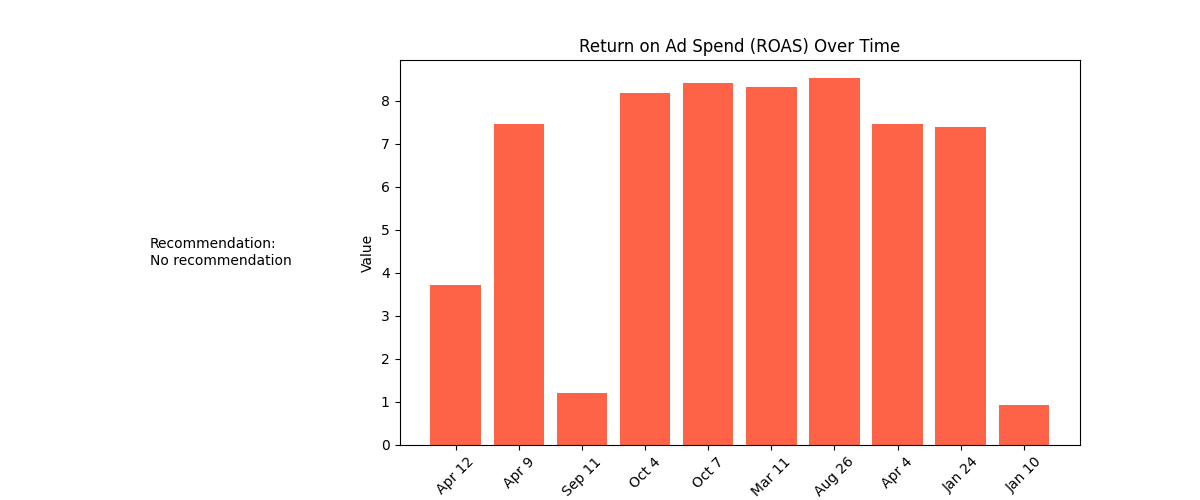 Return on Ad Spend (ROAS) Over Time
Recommendation:
No recommendation
Value
8
7
6
5
4
3
2
1
0
Apr 12
Apr 9
Sep 11
Oct 4
Oct 7
Mar 11
Aug 26
Apr 4
Jan 24
Jan 10